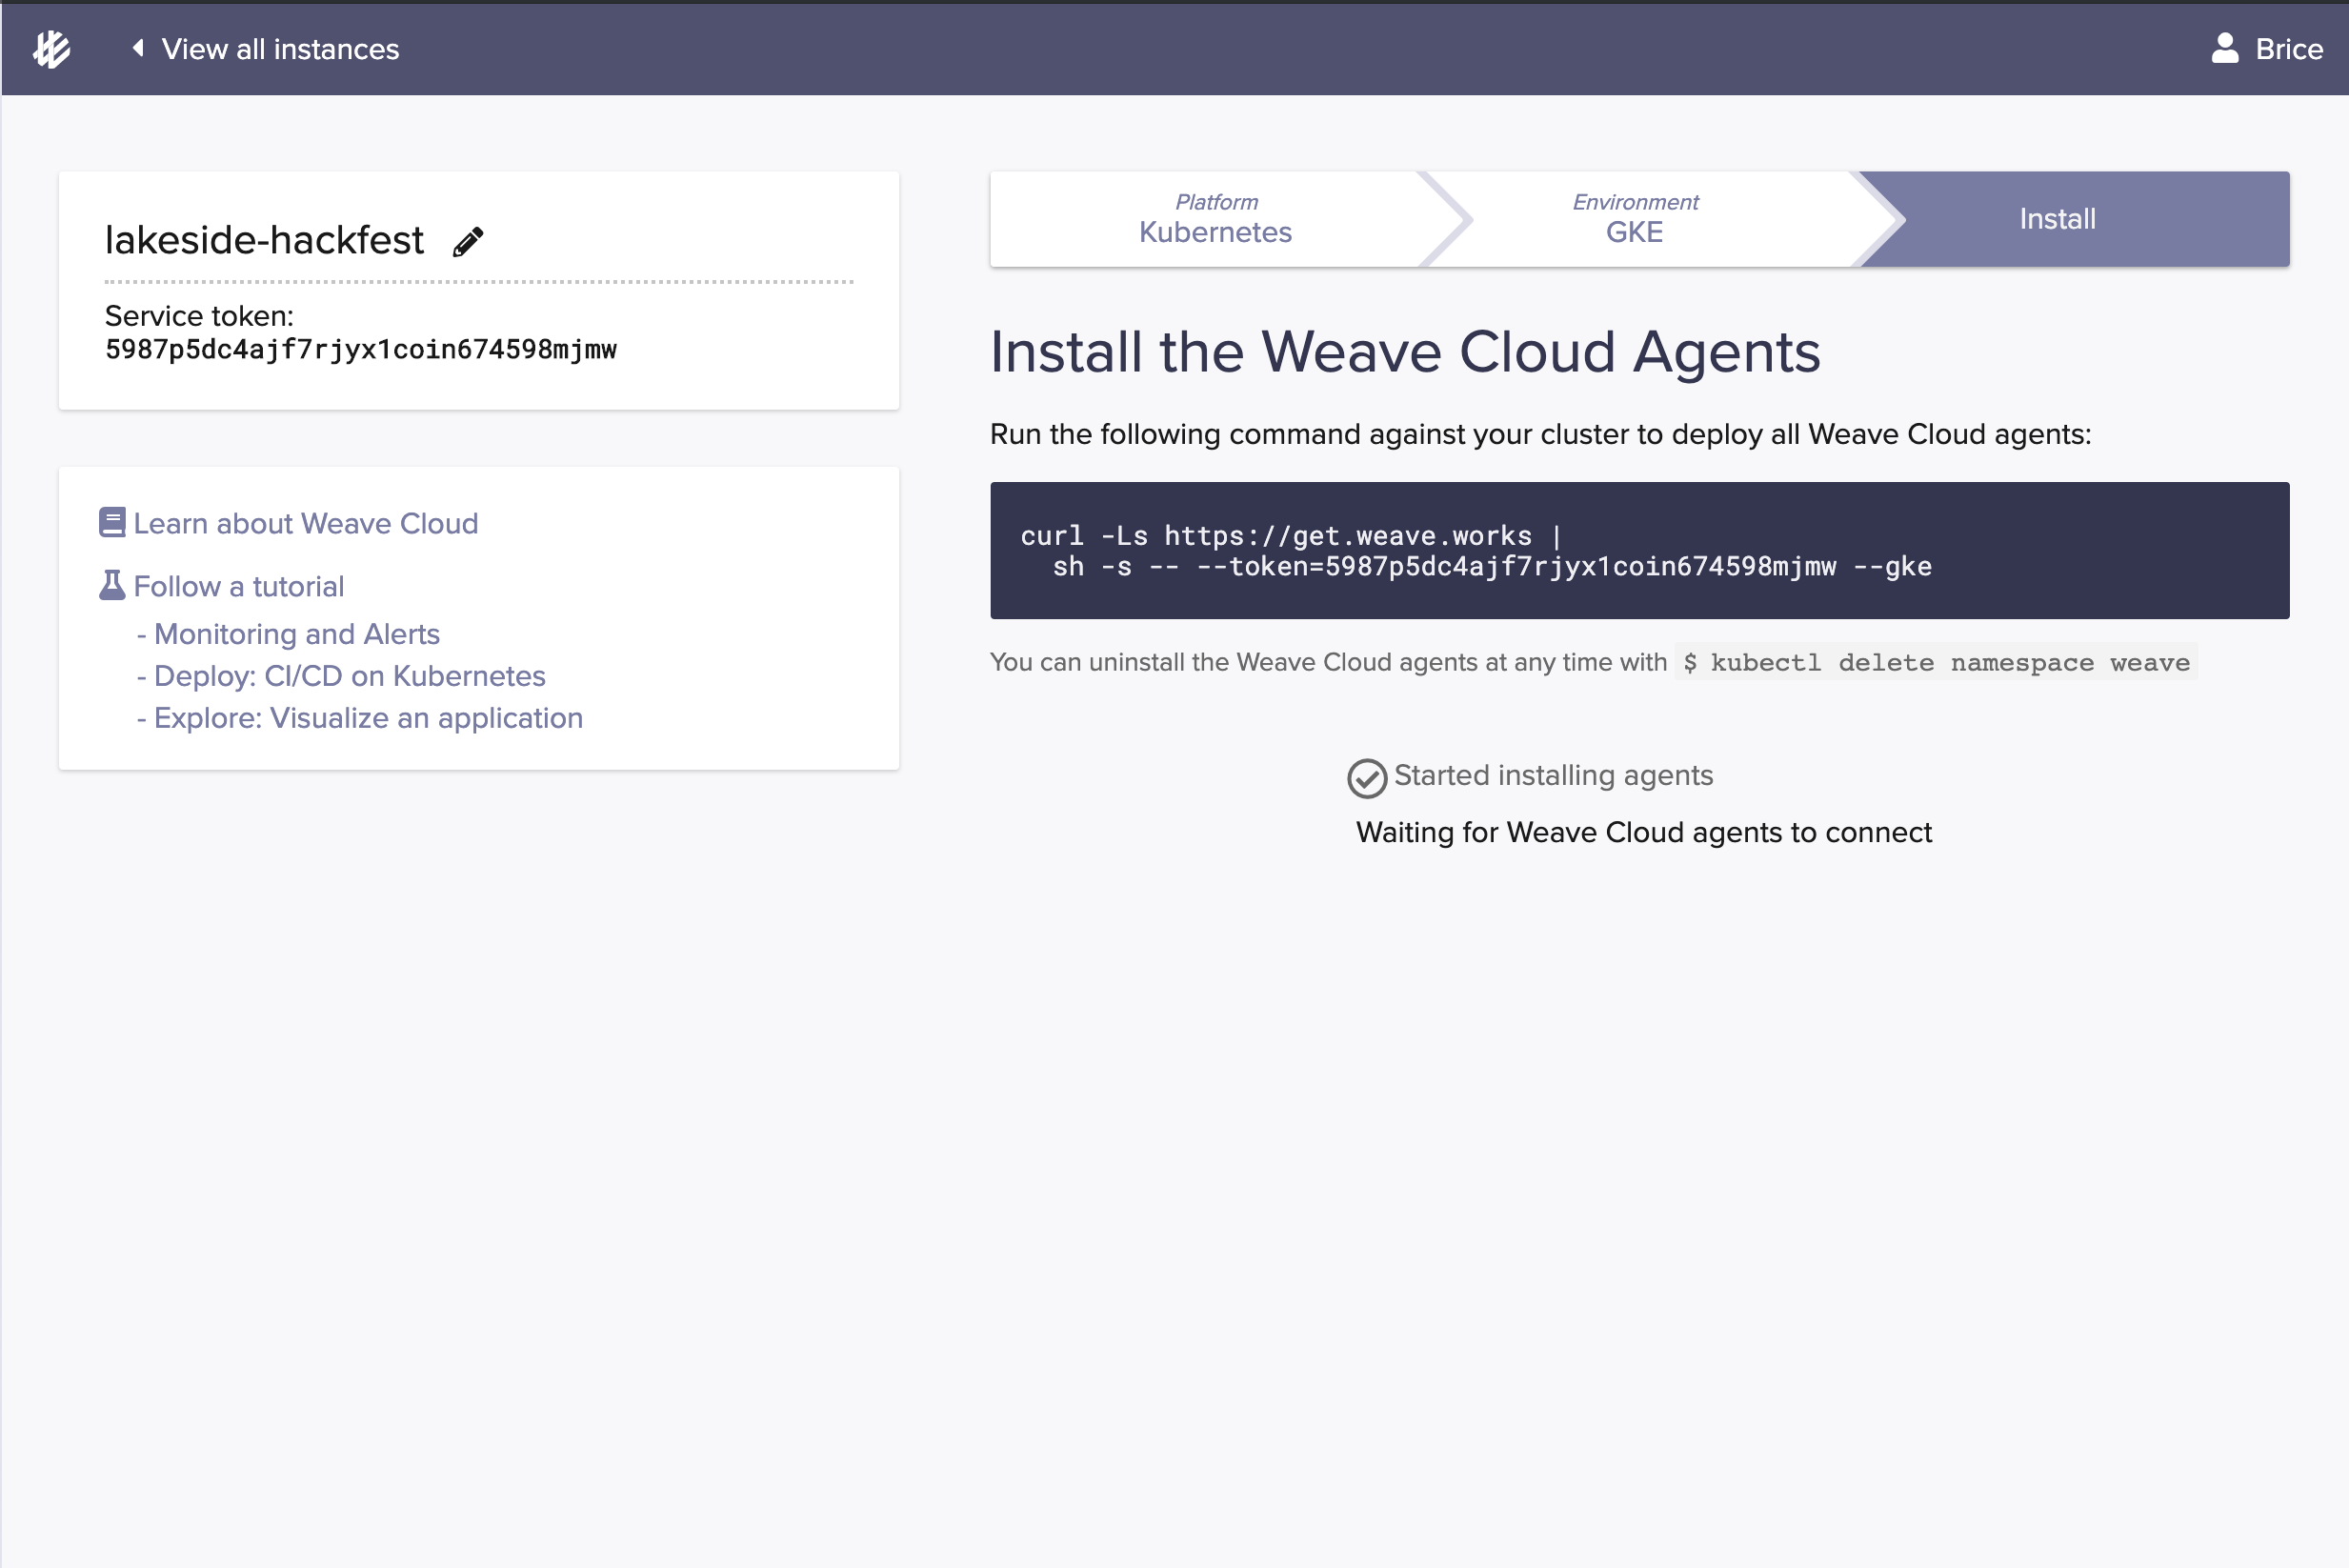 View all instances
Brice
lakeside-hackfest
Service token:
5987p5dc4ajf7rjyx1coin674598mjmw
Learn about Weave Cloud
Follow a tutorial
- Monitoring and Alerts
- Deploy: CI/CD on Kubernetes
- Explore: Visualize an application
Platform
Kubernetes
Environment
GKE
Install
Install the Weave Cloud Agents
Run the following command against your cluster to deploy all Weave Cloud agents:
curl -Ls https://get.weave.works |
sh -s -- --token=5987p5dc4ajf7rjyx1coin674598mjmw --gke
You can uninstall the Weave Cloud agents at any time with $ kubectl delete namespace weave
Started installing agents
Waiting for Weave Cloud agents to connect